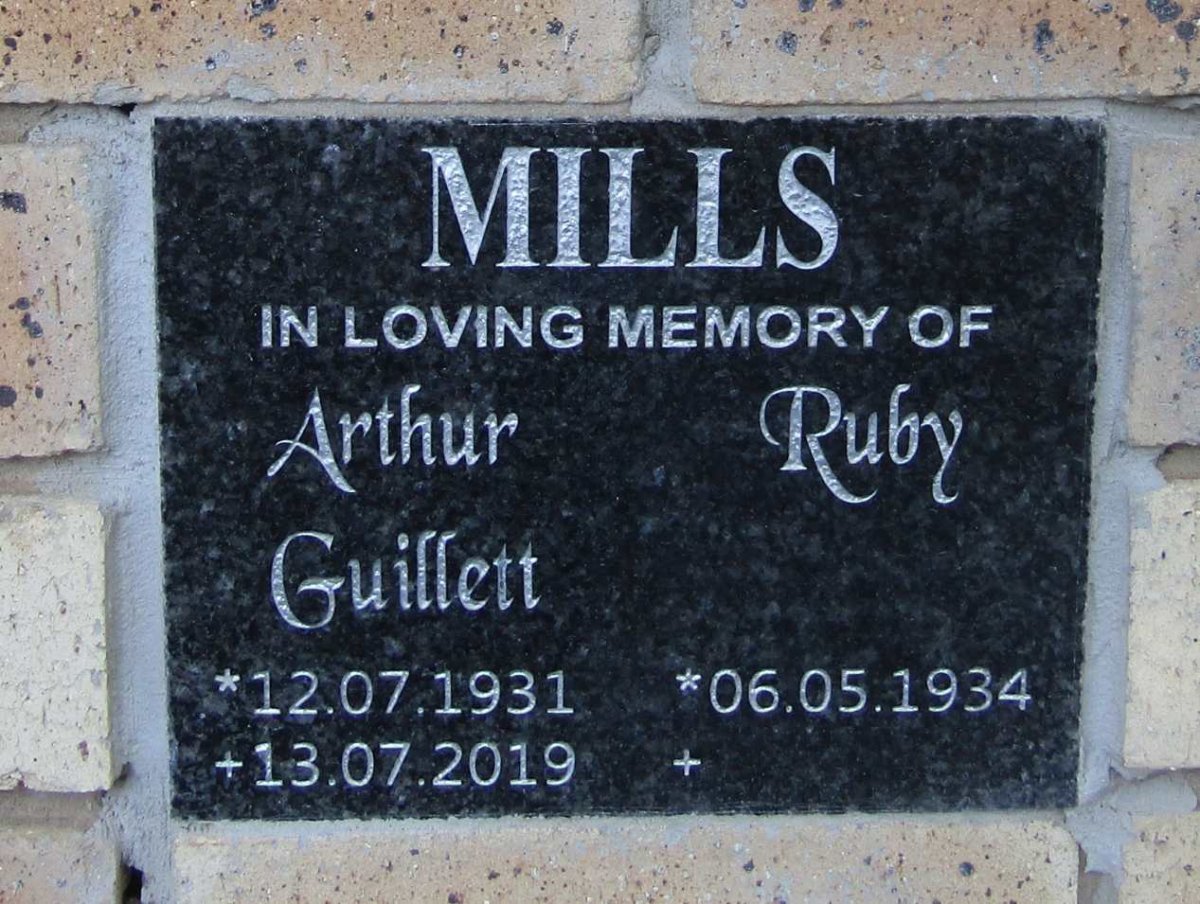 MILLS
IN LOVING MEMORY OF
Arthur Ruby
Guillett
*12.07.1931 *06.05.1934
+13.07.2019 +